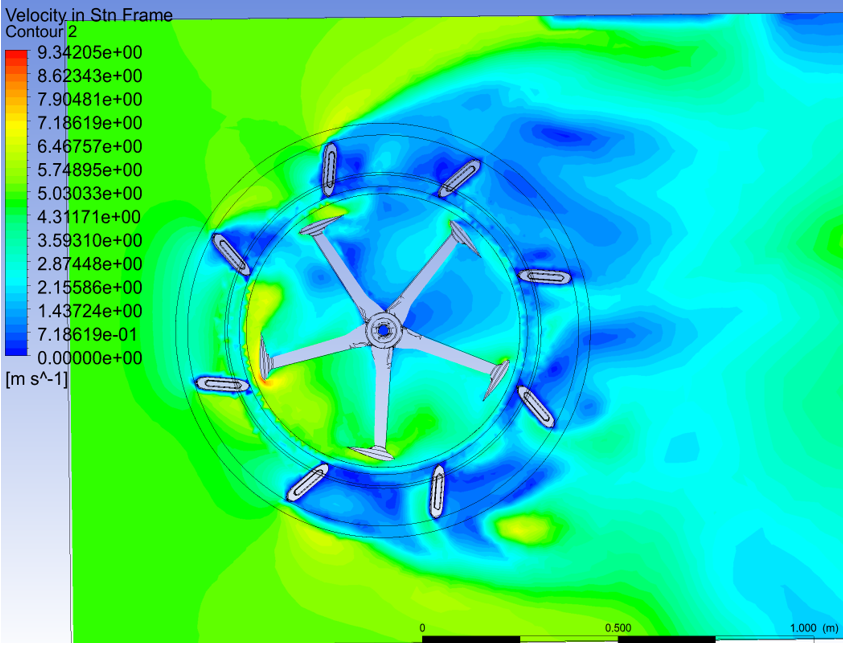 Velocity in Stn Frame
Contour 2
9.34205e+00
8.62343e+00
7.90481e+00
7.18619e+00
6.46757e+00
5.74895e+00
5.03033e+00
4.31171e+00
3.59310e+00
2.87448e+00
2.15586e+00
1.43724e+00
7.18619e-01
0.00000e+00
[m s^-1]
0 0.500 1.000 (m)